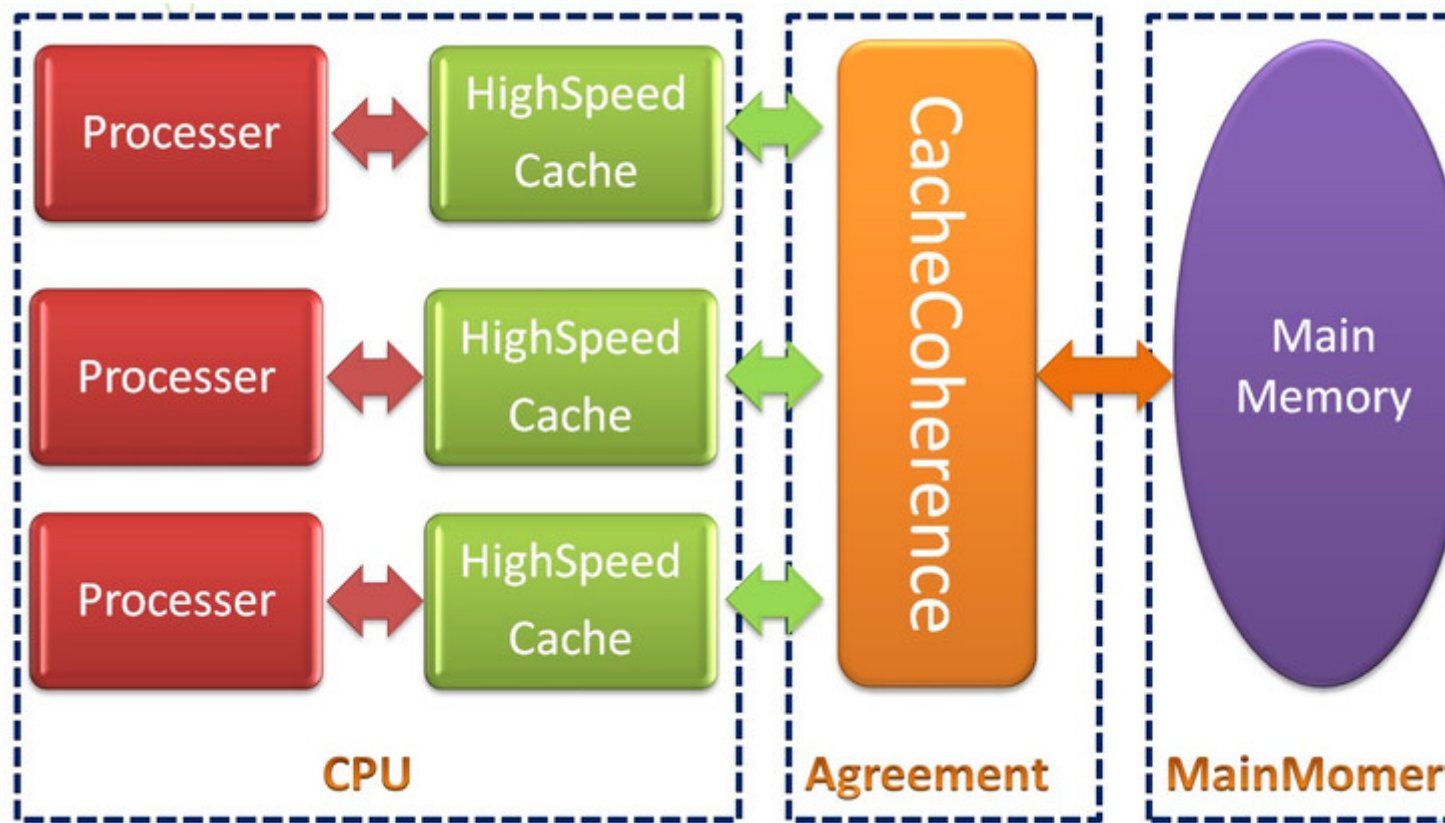 Processer
HighSpeed
Cache
Processer
HighSpeed
Cache
Processer
HighSpeed
Cache
CacheCoherence
Main
Memory
CPU
Agreement
MainMomer